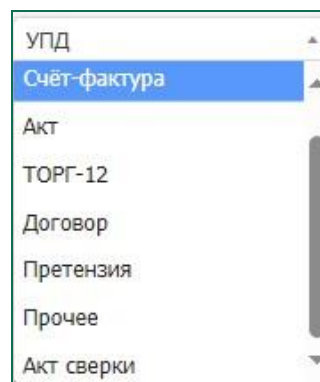 УПД
Счёт-фактура
Акт
ТОРГ-12
Договор
Претензия
Прочее
Акт сверки